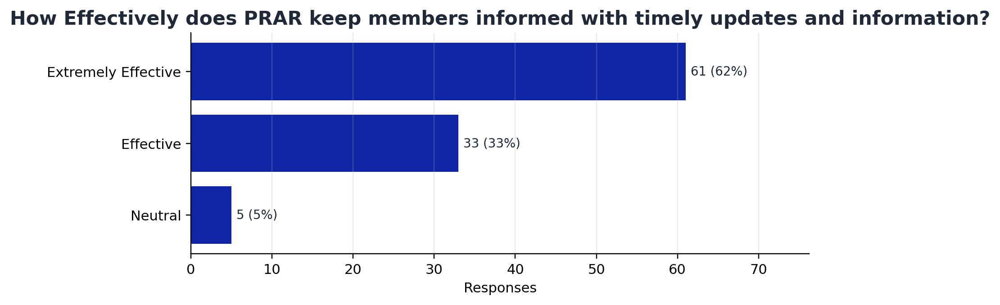 How Effectively does PRAR keep members informed with timely updates and information?
Extremely Effective
61 (62%)
Effective
33 (33%)
Neutral
5 (5%)
0 10 20 30 40 50 60 70
Responses